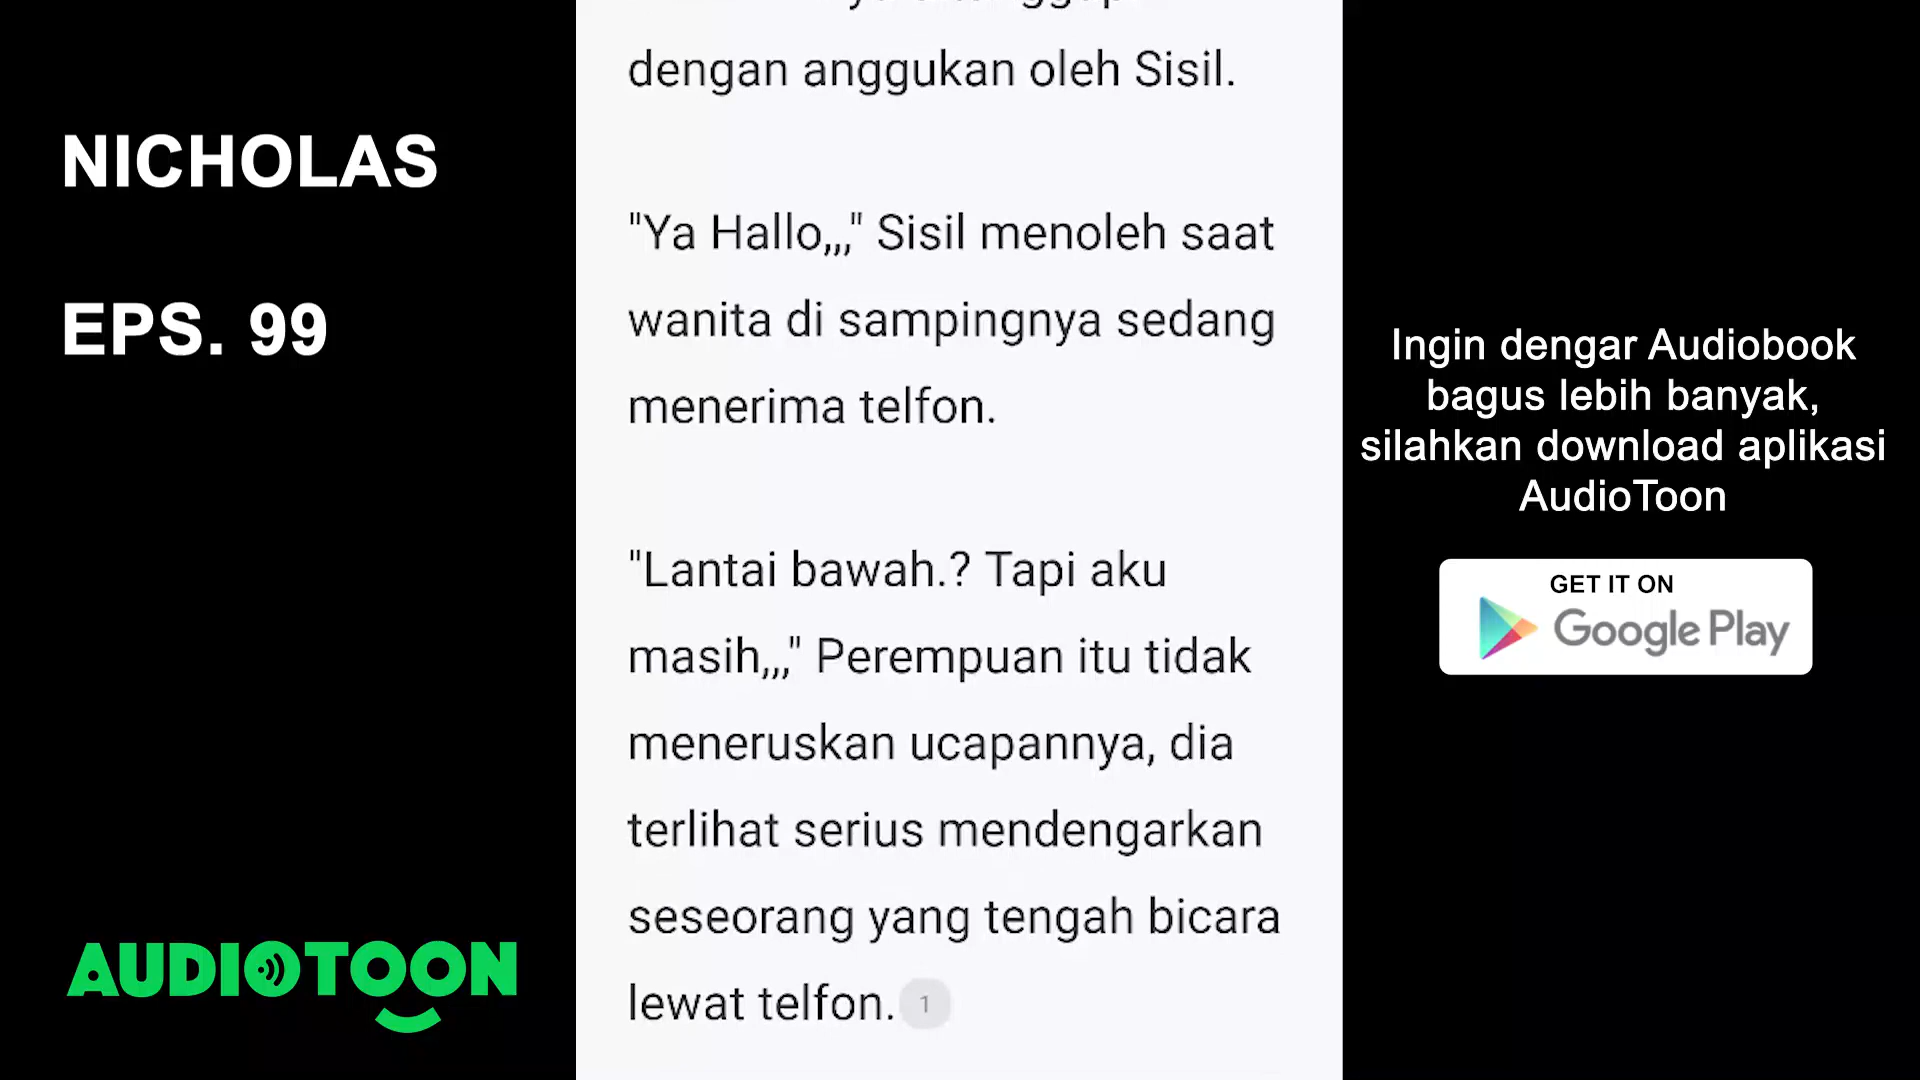 NICHOLAS
EPS. 99
AUDIOTOON
dengan anggukan oleh Sisil.
"Ya Hallo,,," Sisil menoleh saat
wanita di sampingnya sedang
menerima telfon.
"Lantai bawah.? Tapi aku
masih,,," Perempuan itu tidak
meneruskan ucapannya, dia
terlihat serius mendengarkan
seseorang yang tengah bicara
lewat telfon. 1
Ingin dengar Audiobook
bagus lebih banyak,
silahkan download aplikasi
AudioToon
GET IT ON
Google Play